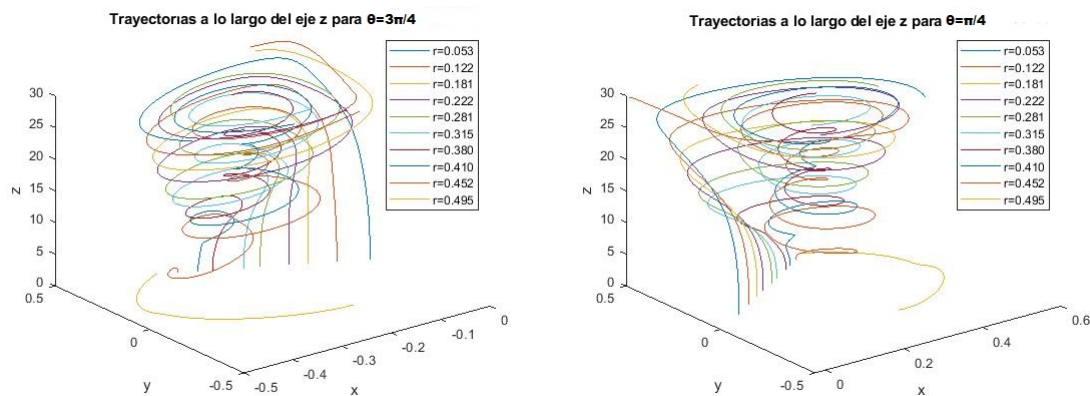 Trayectorias a lo largo del eje z para θ=3π/4
r=0.053
r=0.122
r=0.181
r=0.222
r=0.281
r=0.315
r=0.380
r=0.410
r=0.452
r=0.495
30
25
20
15
10
5
0
z
0.5
0
-0.5
y
-0.5
-0.4
-0.3
-0.2
-0.1
0
x
Trayectorias a lo largo del eje z para θ=π/4
r=0.053
r=0.122
r=0.181
r=0.222
r=0.281
r=0.315
r=0.380
r=0.410
r=0.452
r=0.495
30
25
20
15
10
5
0
z
0.5
0
-0.5
y
0
0.2
0.4
0.6
x